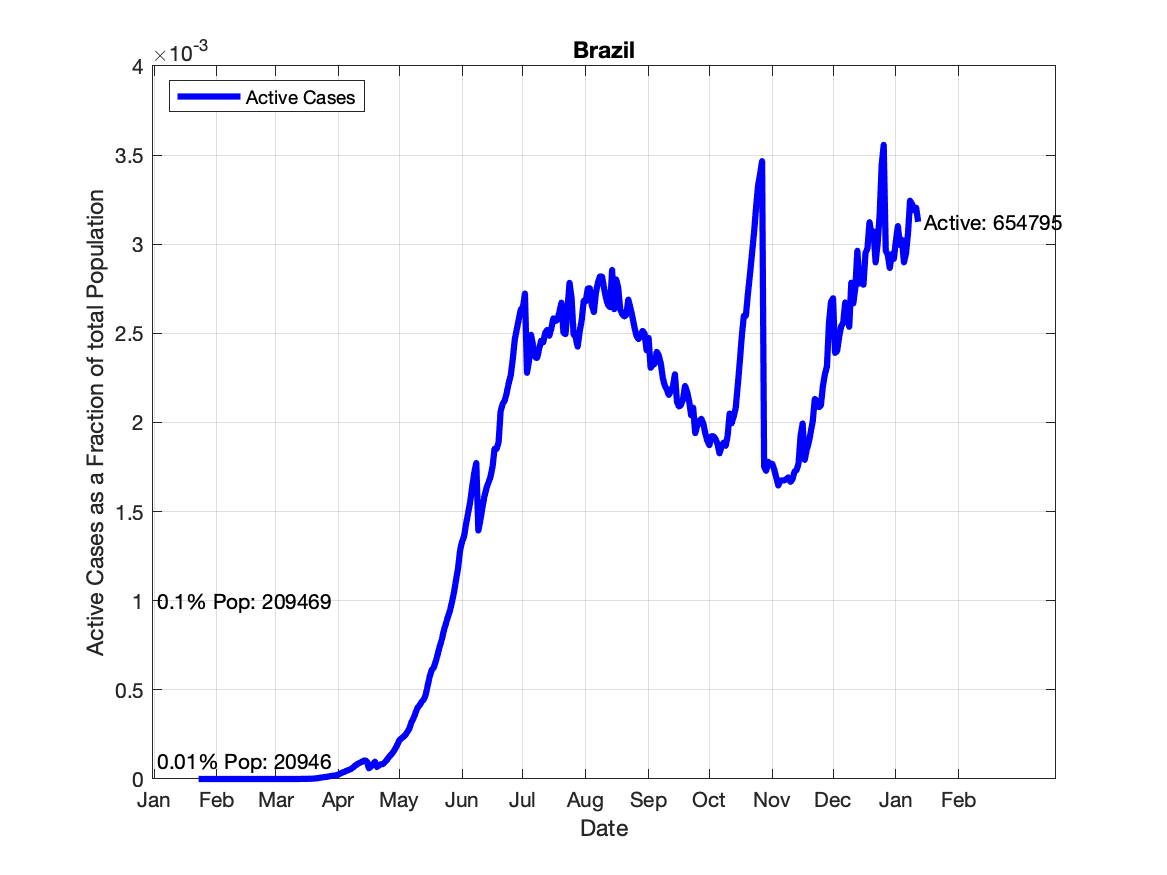 Brazil
×10-3
4
3.5
3
2.5
2
1.5
1
0.5
0
Active Cases
Active: 654795
0.1% Pop: 209469
0.01% Pop: 20946
Active Cases as a Fraction of total Population
Jan Feb Mar Apr May Jun Jul Aug Sep Oct Nov Dec Jan Feb
Date